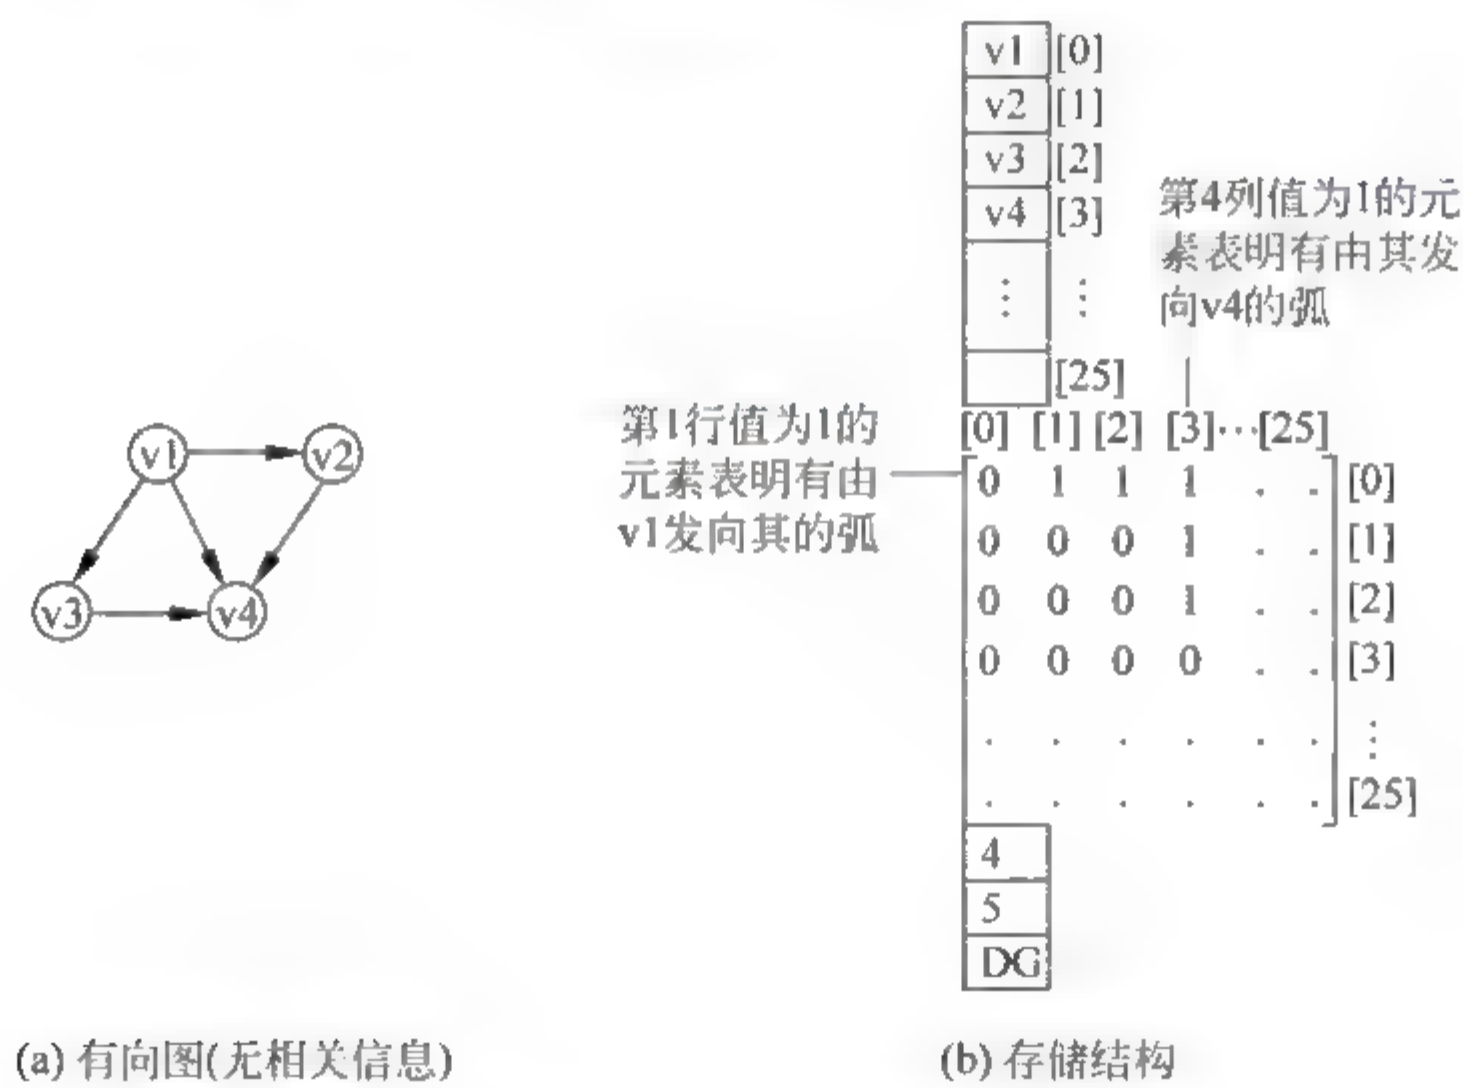 v1 [0]
v2 [1]
v3 [2]
v4 [3]
⋮ ⋮
[25]
第4列值为1的元
素表明有由其发
向v4的弧
第1行值为1的
元素表明有由
v1发向其的弧
[0] [1] [2] [3]…[25]
0 1 1 1 . . [0]
0 0 0 1 . . [1]
0 0 0 1 . . [2]
0 0 0 0 . . [3]
. . . . . . ⋮
. . . . . . [25]
4
5
DG
v1 v2
v3 v4
(a) 有向图(无相关信息)
(b) 存储结构